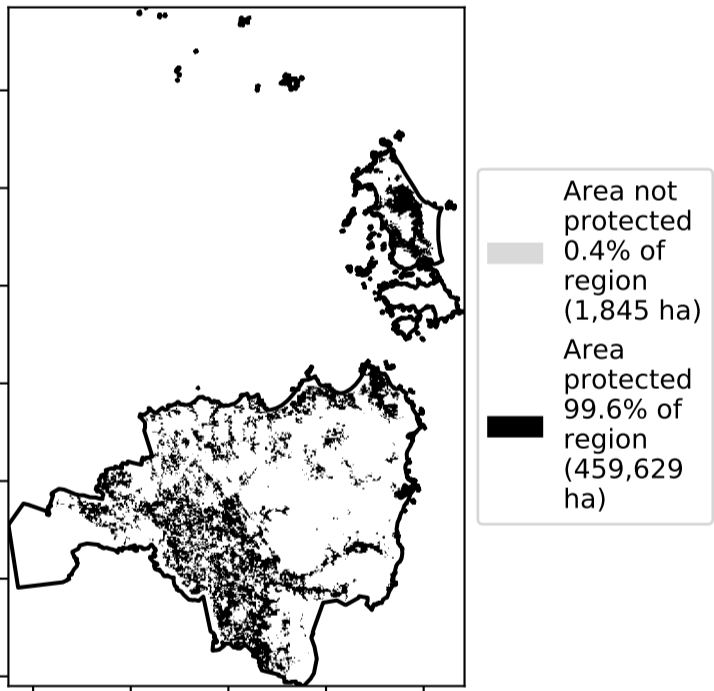 Area not
protected
0.4% of
region
(1,845 ha)
Area
protected
99.6% of
region
(459,629
ha)